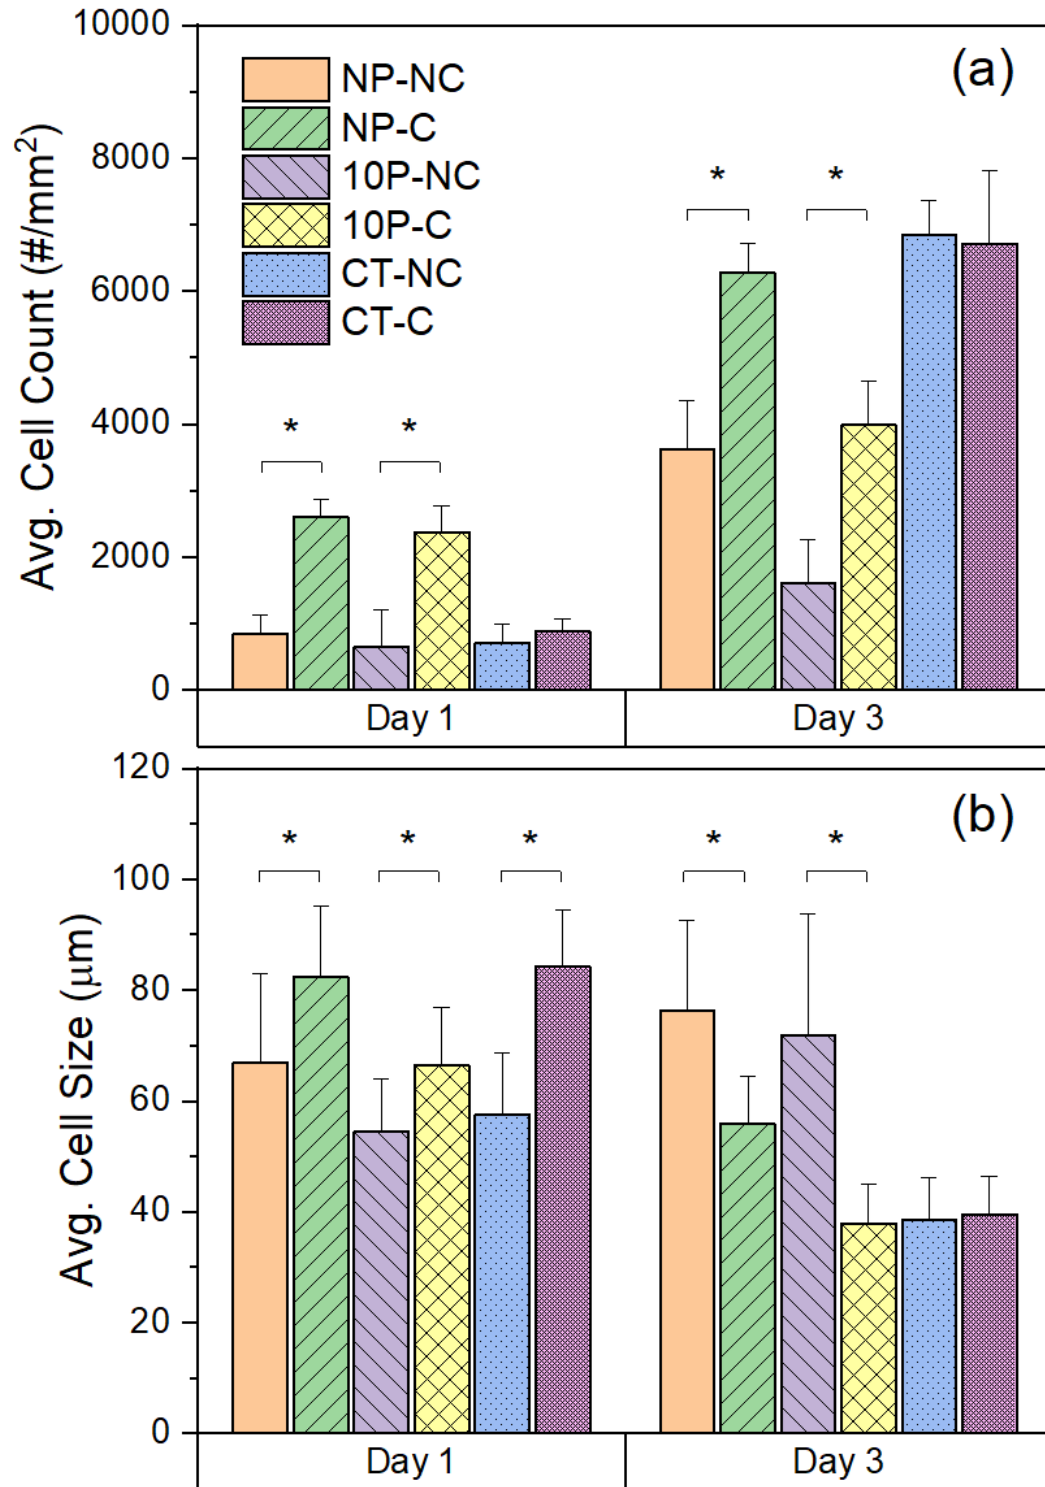 10000
8000
6000
4000
2000
0
Avg. Cell Count (#/mm²)
(a)
NP-NC
NP-C
10P-NC
10P-C
CT-NC
CT-C
* *
* *
Day 1 Day 3
120
100
80
60
40
20
0
Avg. Cell Size (μm)
(b)
* * * * *
Day 1 Day 3